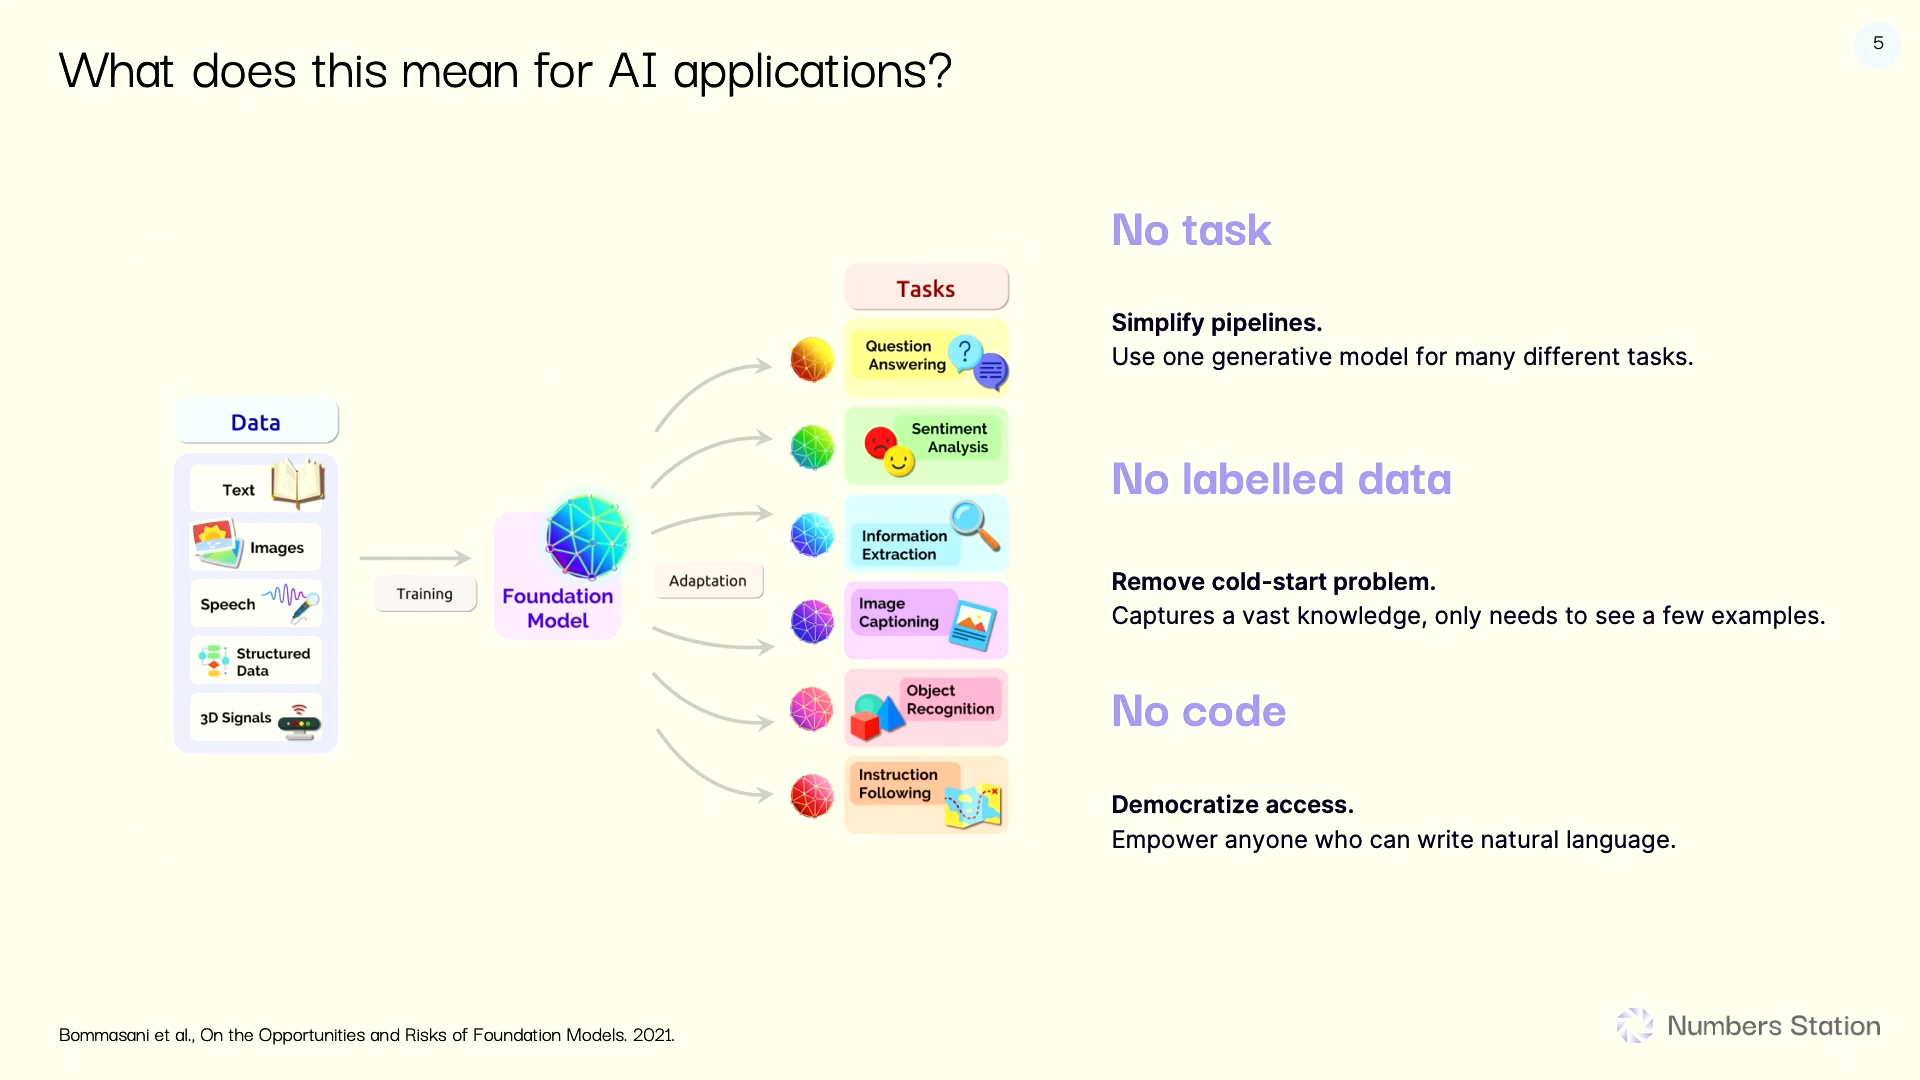 What does this mean for AI applications?
5
Data
Text
Images
Speech
Structured
Data
3D Signals
Training
Foundation
Model
Adaptation
Tasks
Question
Answering
?
Sentiment
Analysis
Information
Extraction
Image
Captioning
Object
Recognition
Instruction
Following
No task
Simplify pipelines.
Use one generative model for many different tasks.
No labelled data
Remove cold-start problem.
Captures a vast knowledge, only needs to see a few examples.
No code
Democratize access.
Empower anyone who can write natural language.
Bommasani et al., On the Opportunities and Risks of Foundation Models. 2021.
Numbers Station